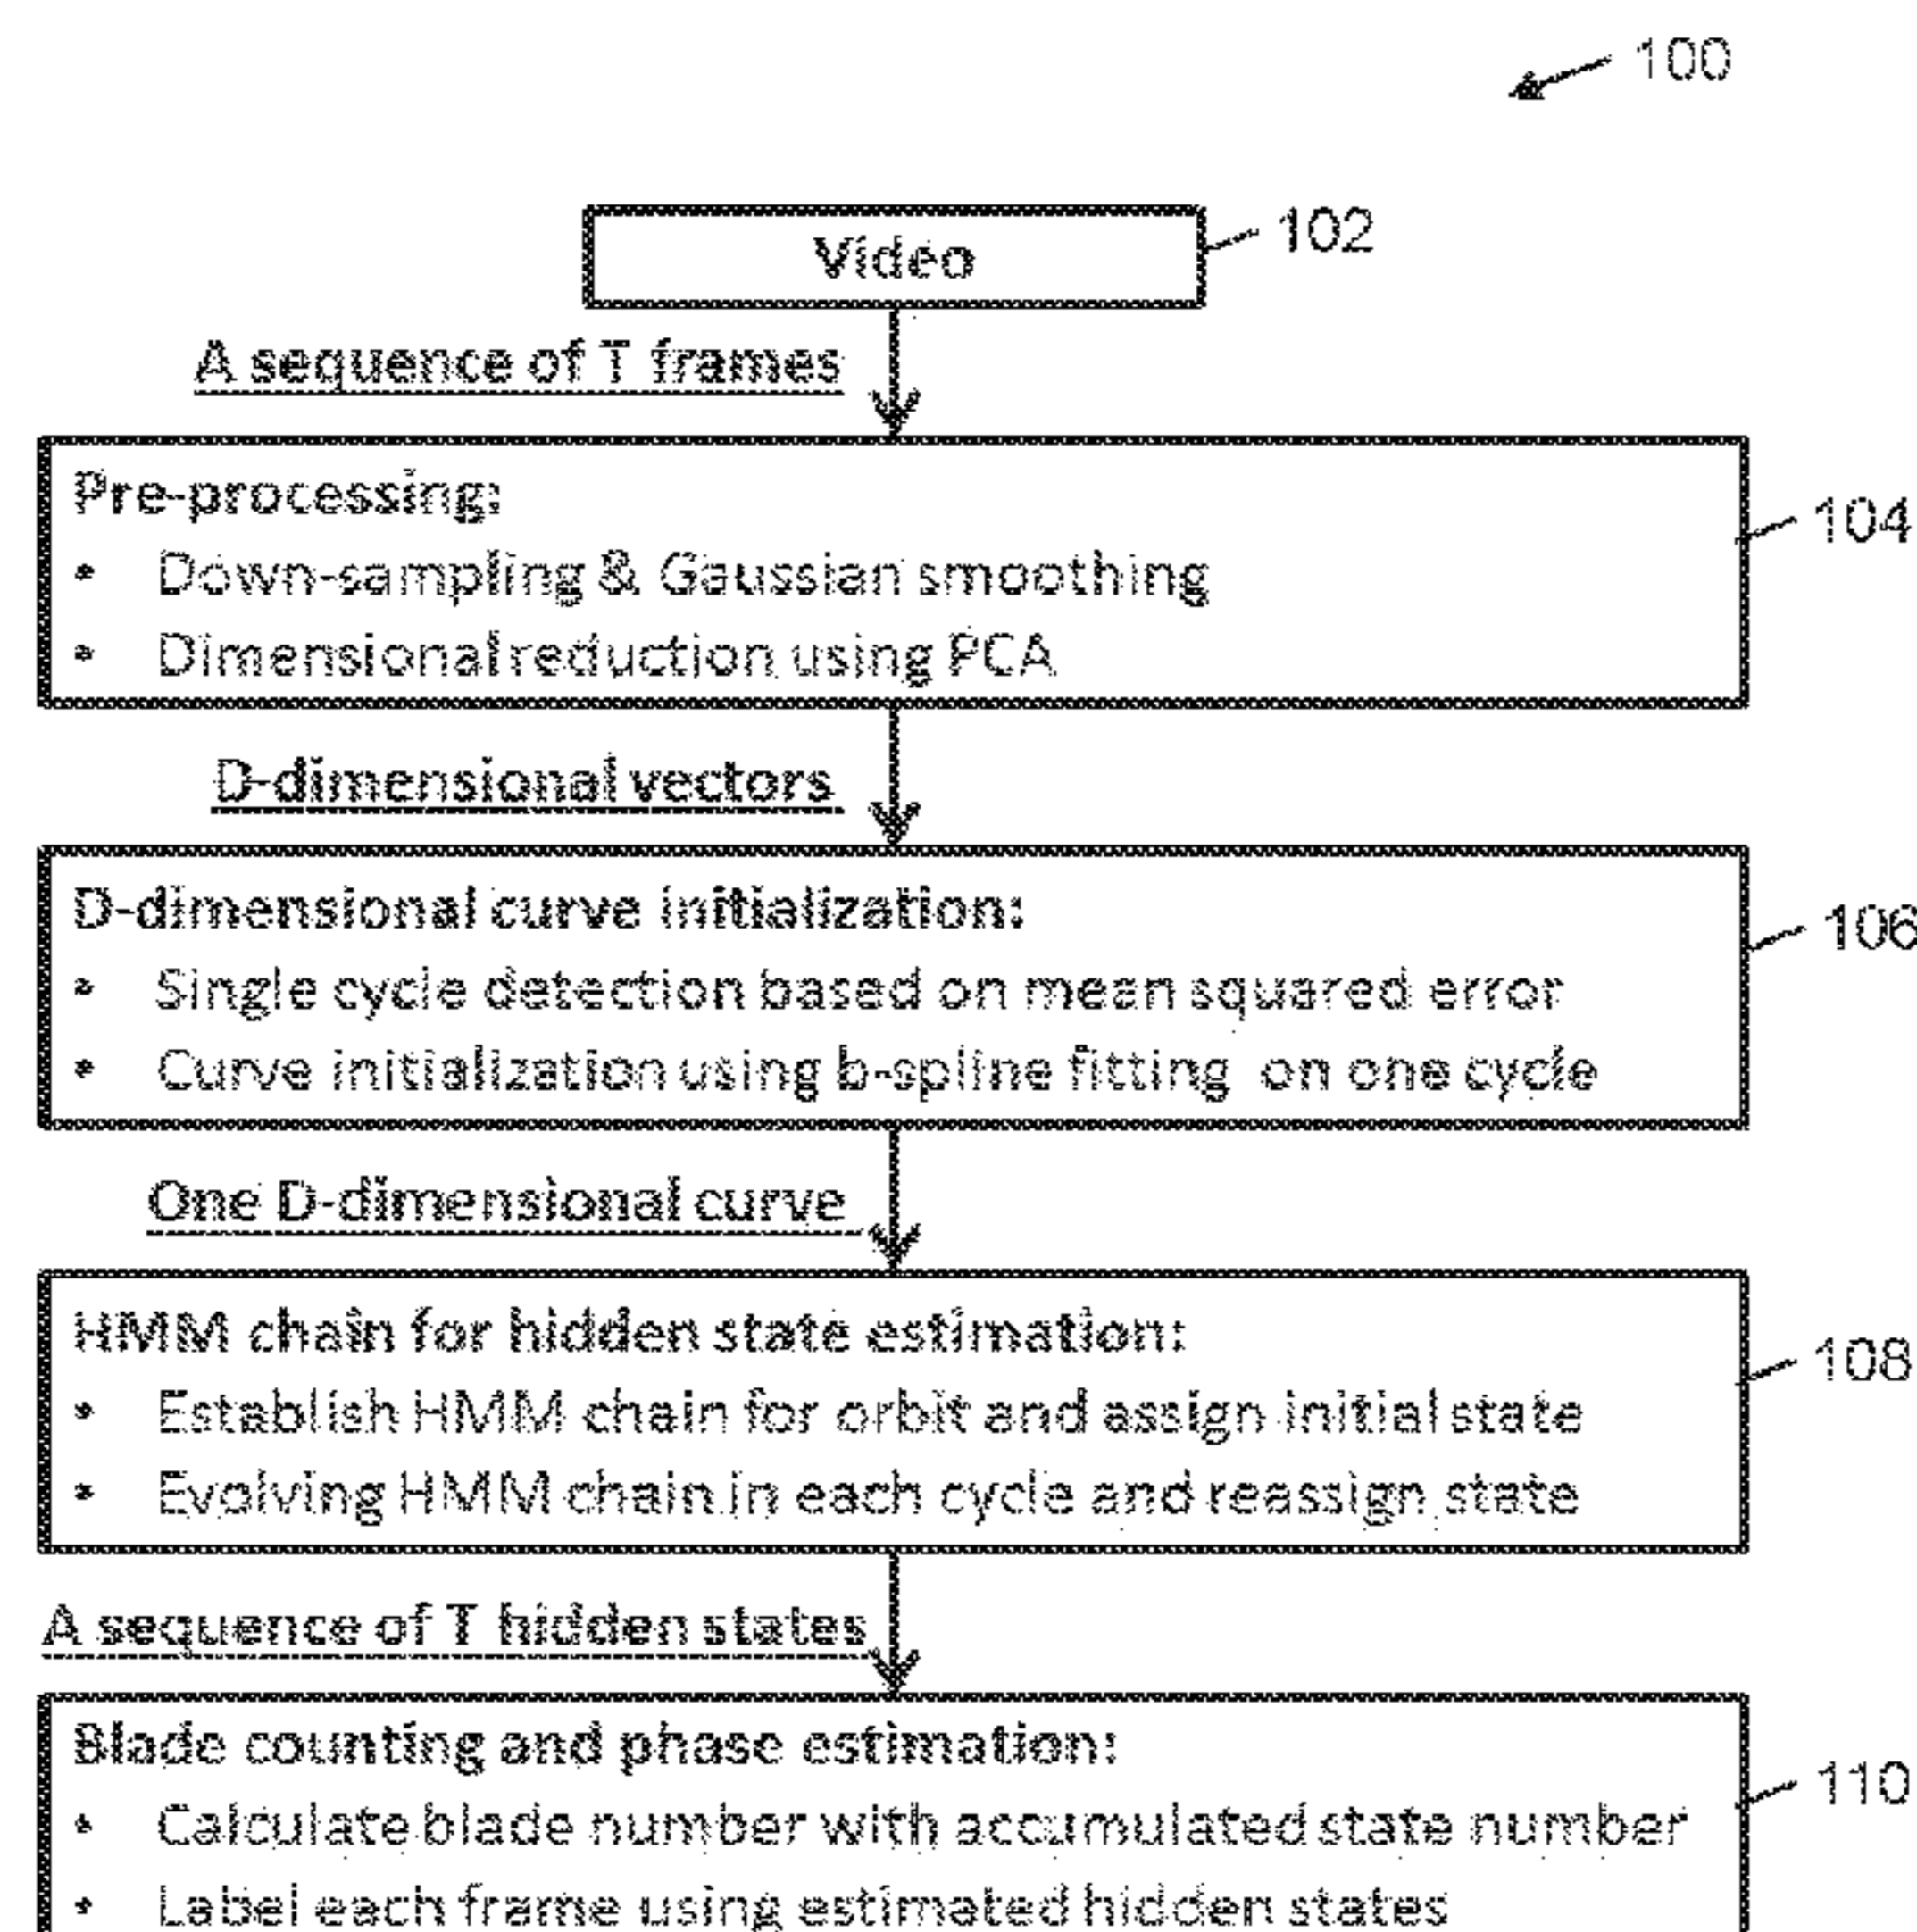 100
Video
102
A sequence of T frames
Pre-processing:
104
• Down-sampling & Gaussian smoothing
• Dimensional reduction using PCA
D-dimensional vectors
D-dimensional curve initialization:
106
• Single cycle detection based on mean squared error
• Curve initialization using b-spline fitting on one cycle
One D-dimensional curve
HMM chain for hidden state estimation:
108
• Establish HMM chain for orbit and assign initial state
• Evolving HMM chain in each cycle and reassign state
A sequence of T hidden states
Blade counting and phase estimation:
110
• Calculate blade number with accumulated state number
• Label each frame using estimated hidden states